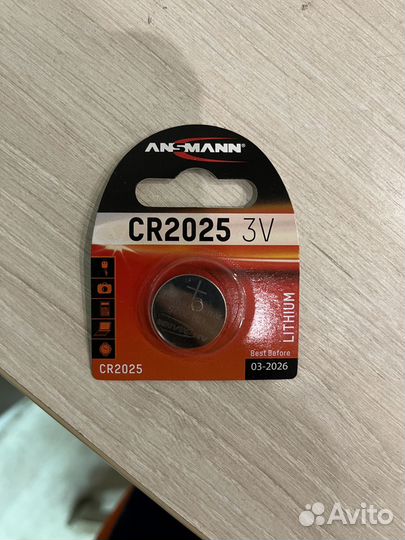 ANSMANN®
CR2025 3V
LITHIUM
Best Before
03-2026
CR2025
Avito